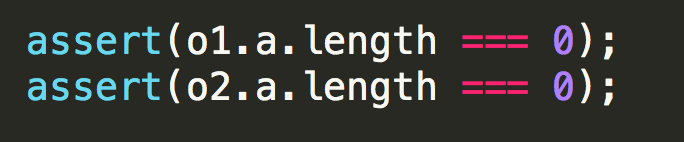 assert(o1.a.length === 0);
assert(o2.a.length === 0);